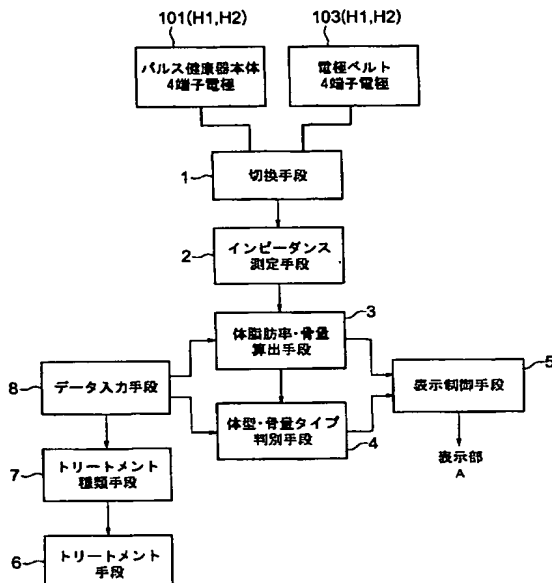 101(H1,H2)
103(H1,H2)
パルス健康器本体
4端子電極
電極ベルト
4端子電極
1
切換手段
2
インピーダンス
測定手段
3
体脂肪率・骨量
算出手段
8
データ入力手段
体型・骨量タイプ
判別手段
4
5
表示制御手段
表示部
A
7
トリートメント
種類手段
6
トリートメント
手段